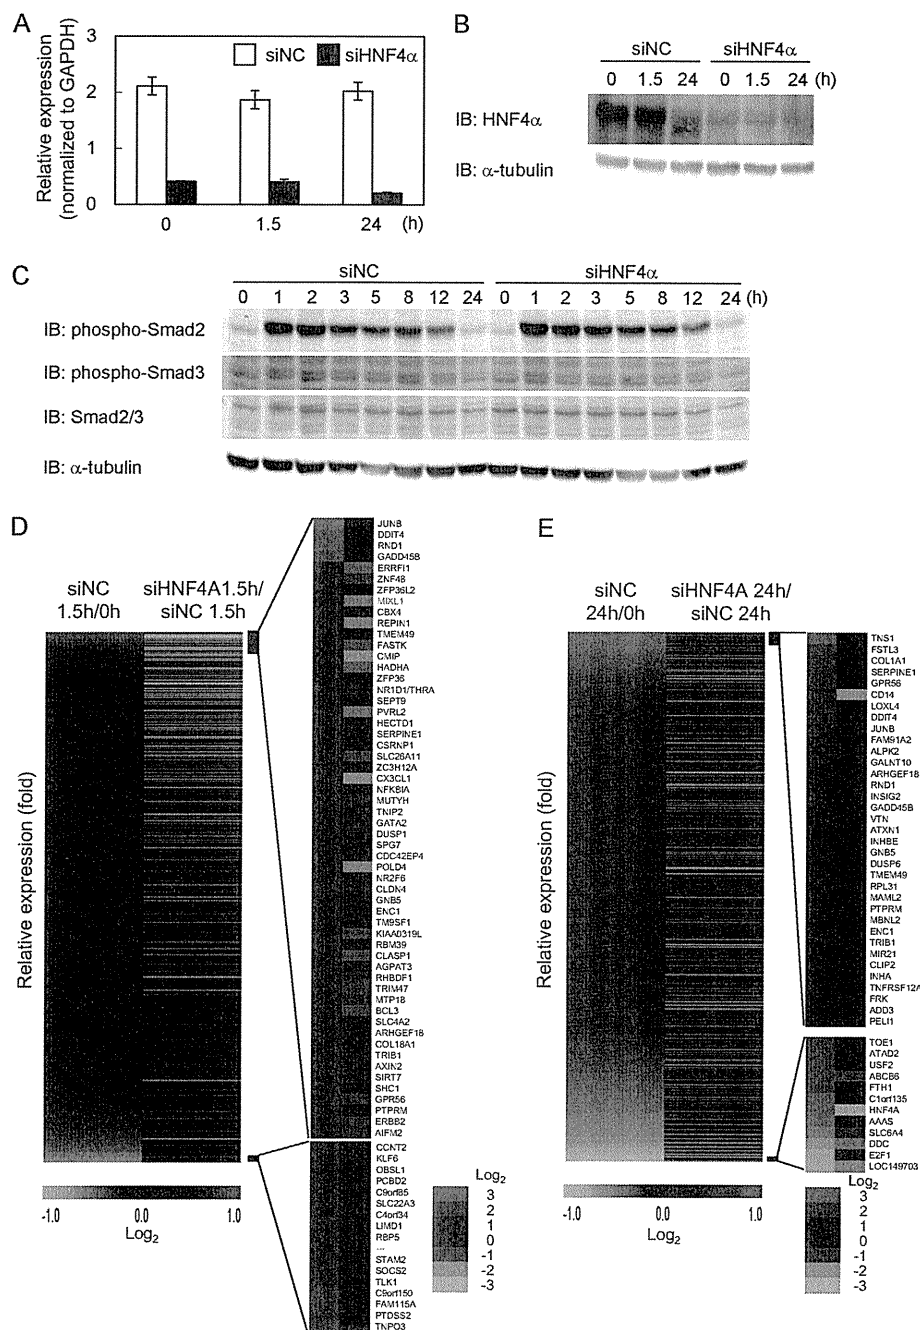 A
Relative expression
(normalized to GAPDH)
3
2
1
0
siNC
siHNF4α
0
1.5
24
(h)
B
siNC
siHNF4α
0 1.5 24 0 1.5 24 (h)
IB: HNF4α
IB: α-tubulin
C
siNC
siHNF4α
0 1 2 3 5 8 12 24 0 1 2 3 5 8 12 24 (h)
IB: phospho-Smad2
IB: phospho-Smad3
IB: Smad2/3
IB: α-tubulin
D
siNC
1.5h/0h
siHNF4A1.5h/
siNC 1.5h
Relative expression (fold)
-1.0 0.0 1.0
Log2
JUNB
DDIT4
RND1
GADD45B
ERRFI1
ZNF48
ZFP36L2
MIXL1
CBX4
REPIN1
TMEM49
FASTK
CMIP
HADHA
ZFP36
NR1D1/THRA
SEPT9
PVRL2
HECTD1
SERPINE1
CSRNP1
SLC26A11
ZC3H12A
CX3CL1
NFKBIA
MUTYH
TNIP2
GATA2
DUSP1
SPG7
CDC42EP4
POLD4
NR2F6
CLDN4
GNB5
ENC1
TM9SF1
KIAA0319L
RBM39
CLASP1
AGPAT3
RHBDF1
TRIM47
MTP18
BCL3
SLC4A2
ARHGEF18
COL18A1
TRIB1
AXIN2
SIRT7
SHC1
GPR56
PTPRM
ERBB2
AIFM2
CCNT2
KLF6
OBSL1
PCBD2
C9orf85
SLC22A3
C4orf34
LIMD1
RBP5
...
STAM2
SOCS2
TLK1
C9orf150
FAM115A
PTDSS2
TNPO3
Log2
3
2
1
0
-1
-2
-3
E
siNC
24h/0h
siHNF4A 24h/
siNC 24h
Relative expression (fold)
-1.0 0.0 1.0
Log2
TNS1
FSTL3
COL1A1
SERPINE1
GPR56
CD14
LOXL4
DDIT4
JUNB
FAM91A2
ALPK2
GALNT10
ARHGEF18
RND1
INSIG2
GADD45B
VTN
ATXN1
INHBE
GNB5
DUSP6
TMEM49
RPL31
MAML2
PTPRM
MBNL2
ENC1
TRIB1
MIR21
CLIP2
INHA
TNFRSF12A
FRK
ADD3
PELI1
TOE1
ATAD2
USF2
ABCB6
FTH1
C1orf135
HNF4A
AAAS
SLC6A4
DDC
E2F1
LOC149703
Log2
3
2
1
0
-1
-2
-3